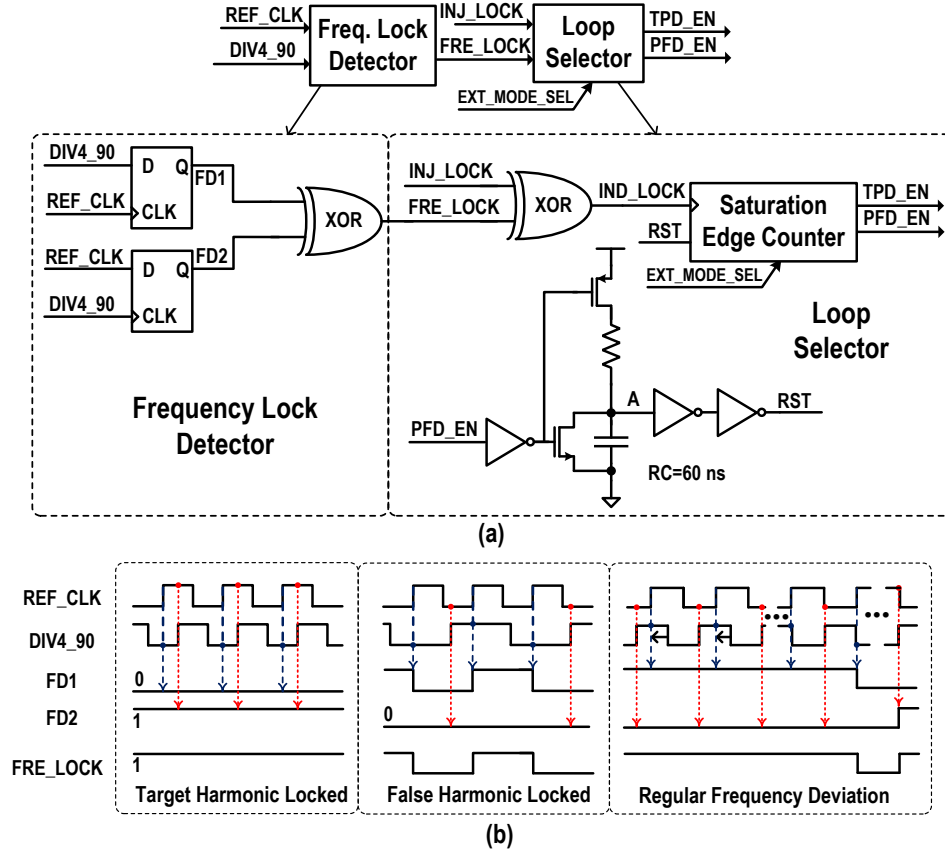 REF_CLK
DIV4_90
Freq. Lock
Detector
INJ_LOCK
FRE_LOCK
Loop
Selector
EXT_MODE_SEL
TPD_EN
PFD_EN
DIV4_90
D Q
FD1
REF_CLK
CLK
REF_CLK
D Q
FD2
DIV4_90
CLK
XOR
Frequency Lock
Detector
INJ_LOCK
FRE_LOCK
XOR
IND_LOCK
RST
Saturation
Edge Counter
TPD_EN
PFD_EN
EXT_MODE_SEL
Loop
Selector
PFD_EN
A
RST
RC=60 ns
(a)
REF_CLK
DIV4_90
FD1
FD2
FRE_LOCK
0
1
1
Target Harmonic Locked
0
False Harmonic Locked
Regular Frequency Deviation
(b)